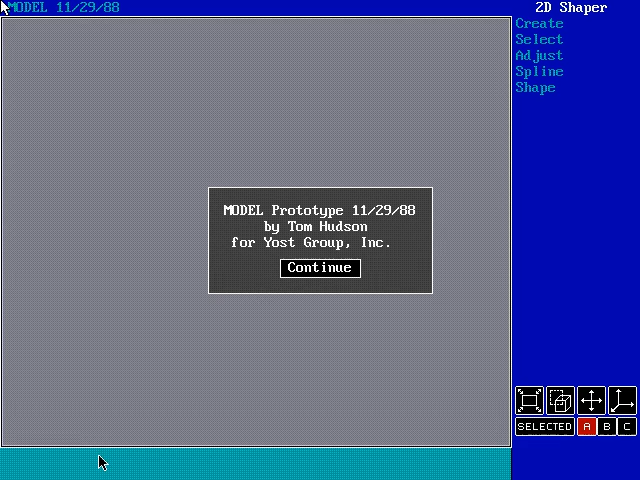 MODEL 11/29/88
2D Shaper
Create
Select
Adjust
Spline
Shape
MODEL Prototype 11/29/88
by Tom Hudson
for Yost Group, Inc.
Continue
SELECTED A B C